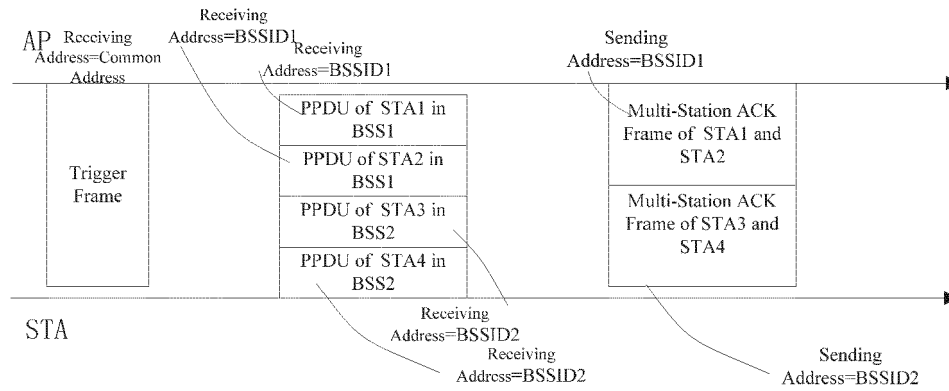 AP
Receiving
Address=Common
Address
Receiving
Address=BSSID1
Receiving
Address=BSSID1
Sending
Address=BSSID1
Trigger
Frame
PPDU of STA1 in
BSS1
PPDU of STA2 in
BSS1
PPDU of STA3 in
BSS2
PPDU of STA4 in
BSS2
Multi-Station ACK
Frame of STA1 and
STA2
Multi-Station ACK
Frame of STA3 and
STA4
STA
Receiving
Address=BSSID2
Receiving
Address=BSSID2
Sending
Address=BSSID2